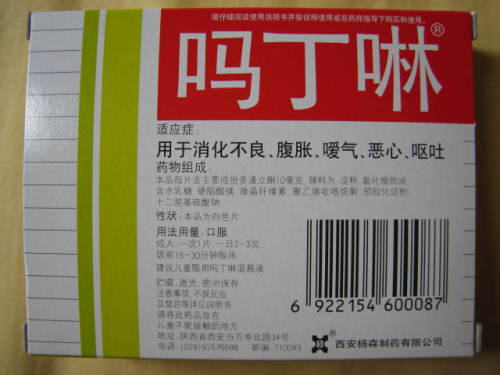 请仔细阅读使用说明书并按说明使用或在药师指导下购买和使用。
吗丁啉®
适应症:
用于消化不良、腹胀、嗳气、恶心、呕吐
药物组成:
本品每片含主要成份多潘立酮10毫克, 辅料为: 淀粉, 氢化植物油,
含水乳糖, 硬脂酸镁, 微晶纤维素, 聚乙烯吡咯烷酮, 预胶化淀粉,
十二烷基硫酸钠
性状: 本品为白色片
用法用量: 口服
成人: 一次1片, 一日2-3次,
饭前15-30分钟服用
建议儿童服用吗丁啉混悬液
贮藏: 遮光, 密闭保存
注意事项, 不良反应
及禁忌等详见说明书
请将此药品放在
儿童不能接触的地方
地址: 陕西省西安市万寿北路34号
电话: (029)82576688 邮编: 710043
6 922154 600087
西安杨森制药有限公司